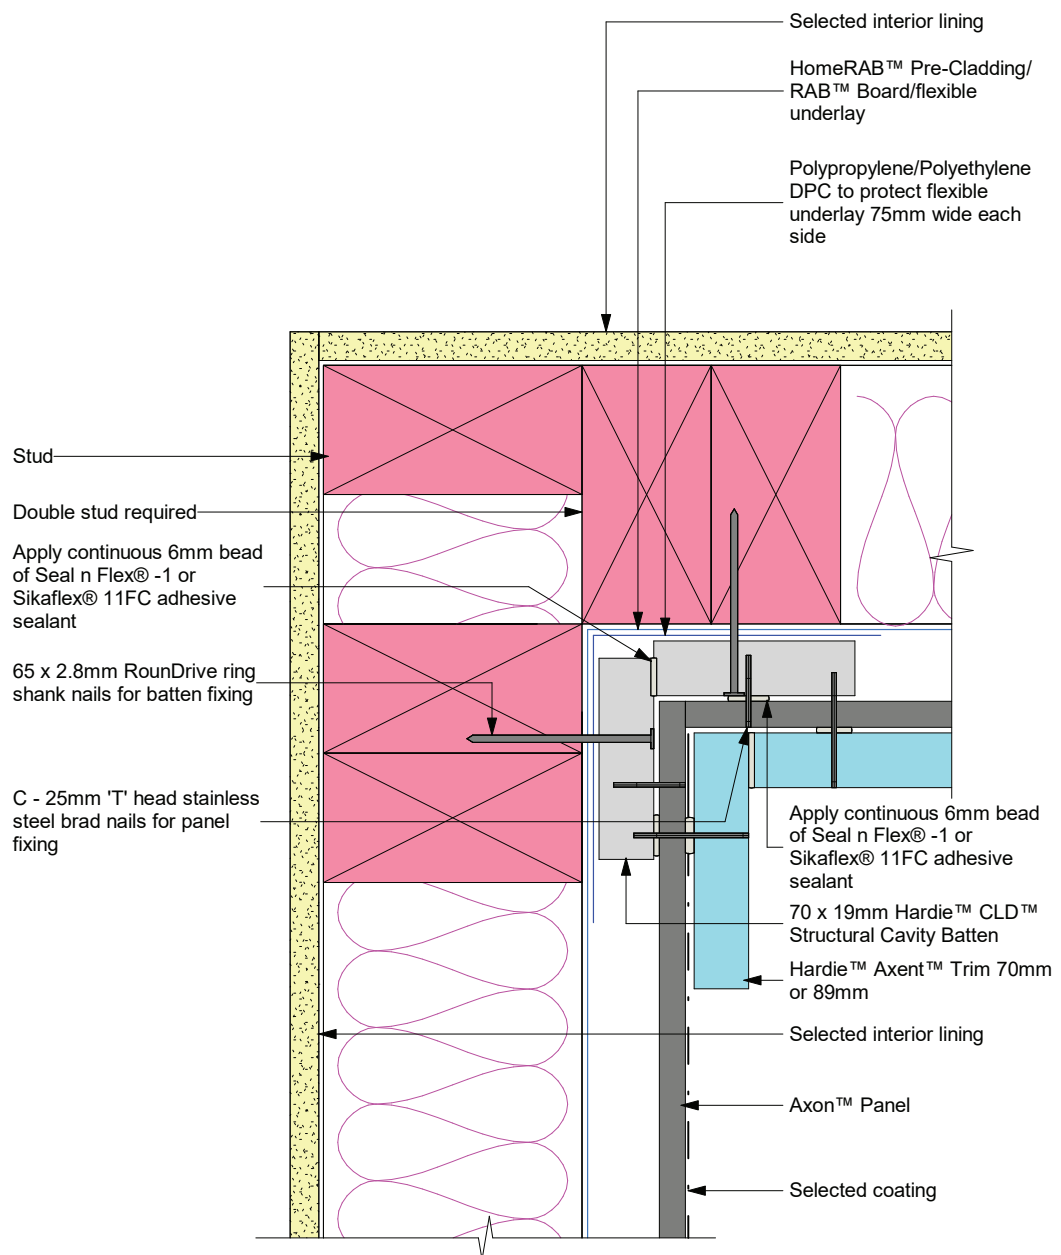 Selected interior lining
HomeRAB™ Pre-Cladding/
RAB™ Board/flexible
underlay
Polypropylene/Polyethylene
DPC to protect flexible
underlay 75mm wide each
side
Stud
Double stud required
Apply continuous 6mm bead
of Seal n Flex® -1 or
Sikaflex® 11FC adhesive
sealant
65 x 2.8mm RounDrive ring
shank nails for batten fixing
C - 25mm 'T' head stainless
steel brad nails for panel
fixing
Apply continuous 6mm bead
of Seal n Flex® -1 or
Sikaflex® 11FC adhesive
sealant
70 x 19mm Hardie™ CLD™
Structural Cavity Batten
Hardie™ Axent™ Trim 70mm
or 89mm
Selected interior lining
Axon™ Panel
Selected coating